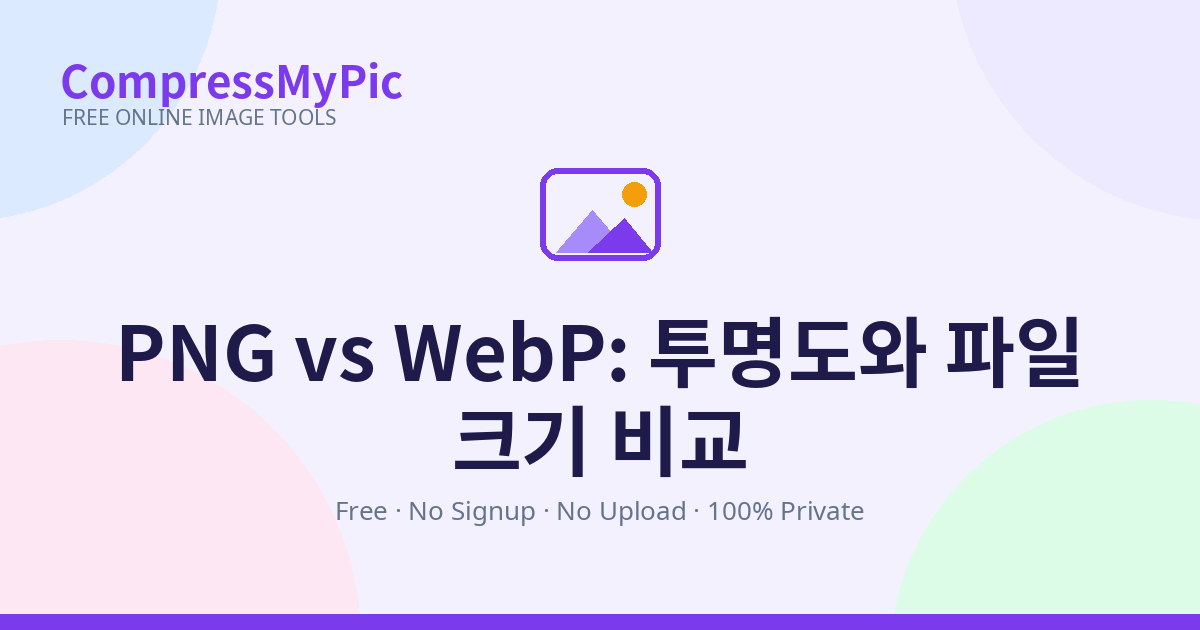 CompressMyPic
FREE ONLINE IMAGE TOOLS
PNG vs WebP: 투명도와 파일
크기 비교
Free · No Signup · No Upload · 100% Private